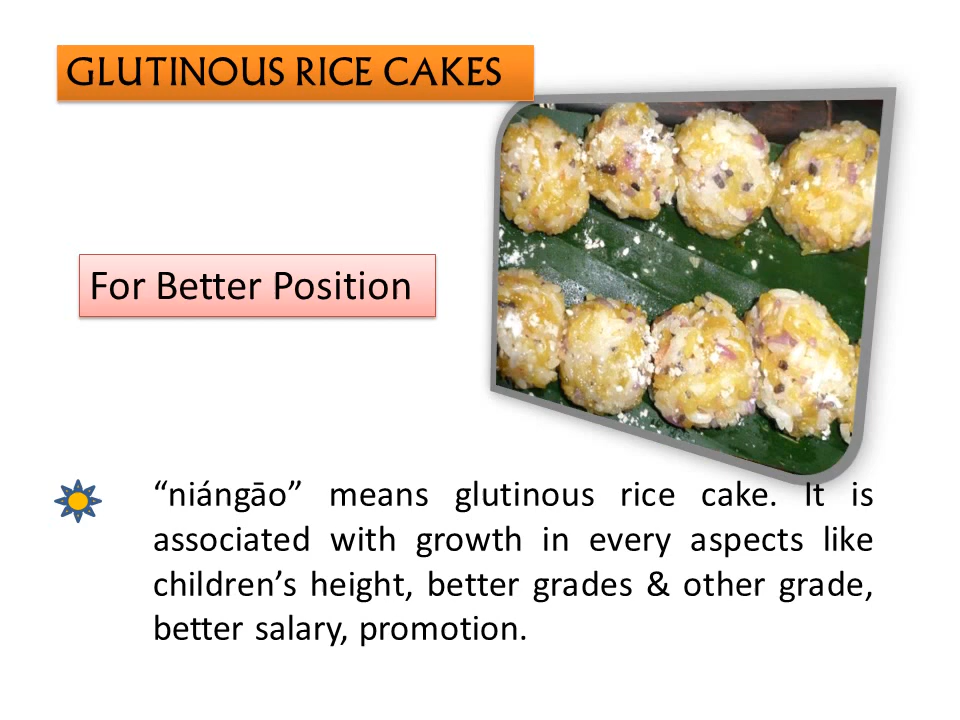 GLUTINOUS RICE CAKES
For Better Position
“niángāo” means glutinous rice cake. It is
associated with growth in every aspects like
children’s height, better grades & other grade,
better salary, promotion.